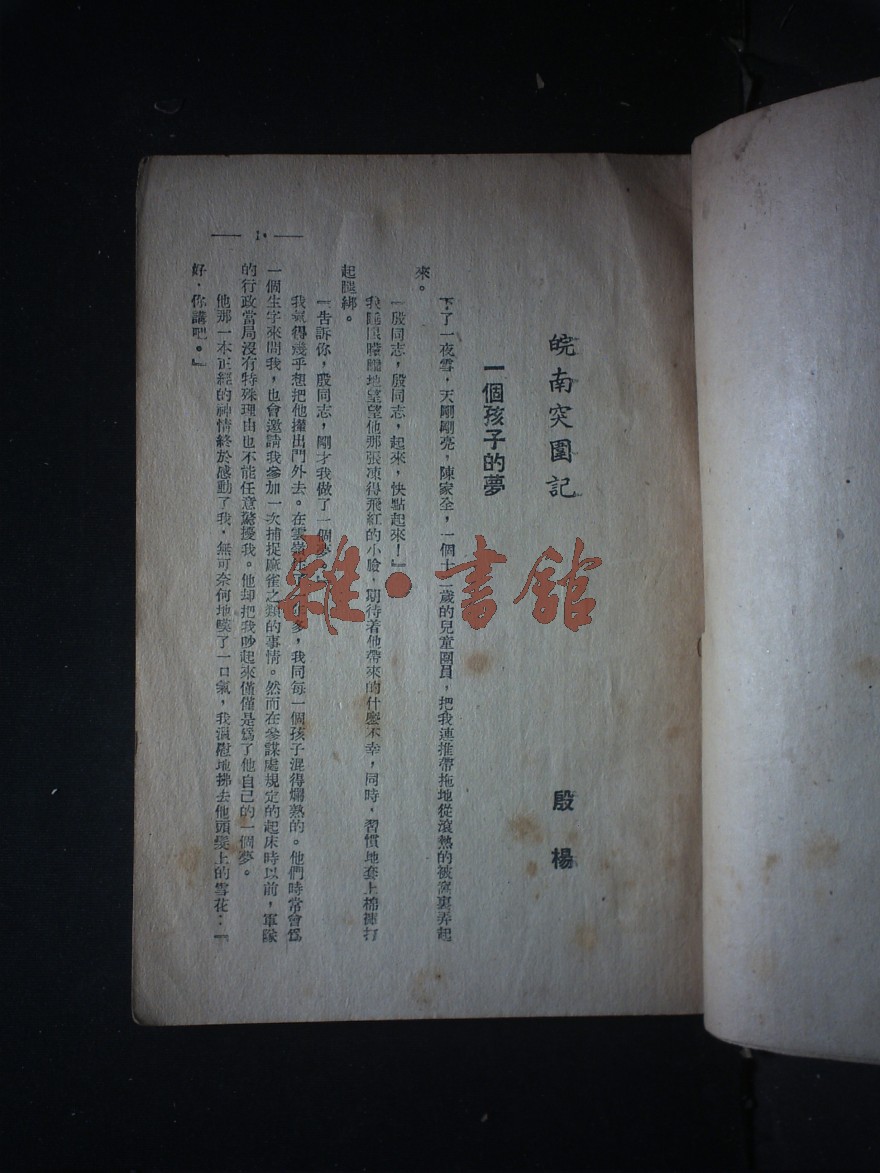 皖南突圍記
殷楊
一個孩子的夢
下了一夜雪，天剛剛亮，陳家全，一個十二歲的兒童團員，把我連推帶拖地從滾熱的被窩裏弄起
來。
『殷同志，殷同志，起來，快點起來！』
我睡眼矇矓地望望他那張凍得飛紅的小臉，期待着他帶來的什麼不幸，同時，習慣地套上棉褲打
起腿綁。
『告訴你，殷同志，剛才我做了一個夢
我氣得幾乎想把他攆出門外去。在雲嶺 多，我同每一個孩子混得爛熟的。他們時常會爲
一個生字來問我，也會邀請我參加一次捕捉麻雀之類的事情。然而在參謀處規定的起床時以前，軍隊
的行政當局沒有特殊理由也不能任意驚擾我。他却把我吵起來僅僅是爲了他自己的一個夢。
他那一本正經的神情終於感動了我，無可奈何地嘆了一口氣，我 地拂去他頭髮上的雪花：『
好，你講吧。』
1
雜·書館